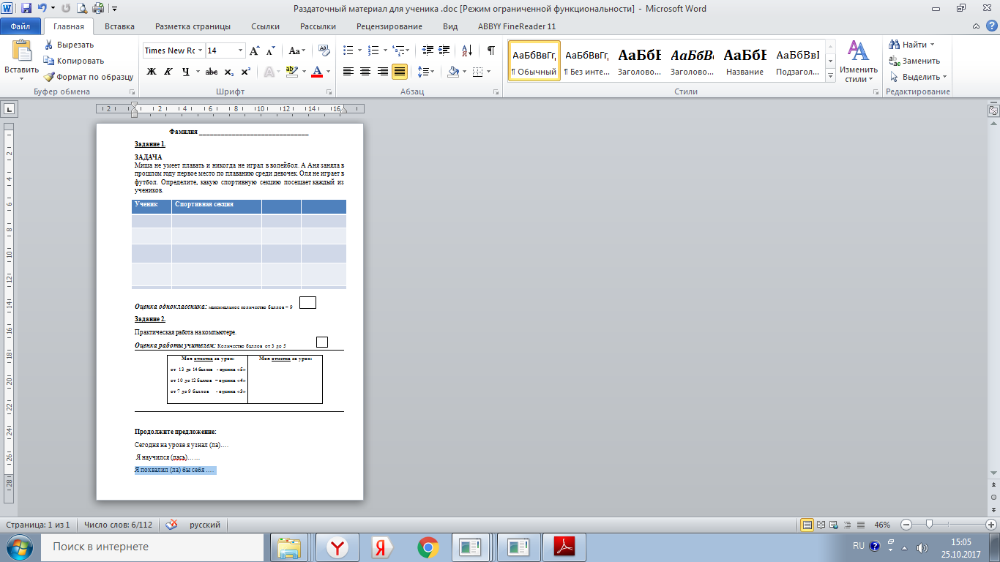 Раздаточный материал для ученика .doc [Режим ограниченной функциональности] - Microsoft Word
Файл Главная Вставка Разметка страницы Ссылки Рассылки Рецензирование Вид ABBYY FineReader 11
Вставить
Вырезать
Копировать
Формат по образцу
Буфер обмена
Times New Ro 14
Шрифт
Абзац
АаБбВвГг,
¶ Обычный
АаБбВвГг,
¶ Без инте...
АаБбВ
Заголово...
АаБбВв
Заголово...
АаБбВ
Название
АаБбВвІ
Подзагол...
Стили
Изменить стили
Найти
Заменить
Выделить
Редактирование
Фамилия ______________________________
Задание 1.
ЗАДАЧА
Миша не умеет плавать и никогда не играл в волейбол. А Аня заняла в
прошлом году первое место по плаванию среди девочек. Оля не играет в
футбол. Определите, какую спортивную секцию посещает каждый из
учеников.
Ученик Спортивная секция
Оценка одноклассника: максимальное количество баллов – 9
Задание 2.
Практическая работа на компьютере.
Оценка работы учителем: Количество баллов от 3 до 5
Моя отметка за урок: Моя отметка за урок:
от 13 до 14 баллов - оценка «5»
от 10 до 12 баллов – оценка «4»
от 7 до 9 баллов - оценка «3»
Продолжите предложение:
Сегодня на уроке я узнал (ла)….
Я научился (лась)……
Я похвалил (ла) бы себя ….
Страница: 1 из 1 Число слов: 6/112 русский 46%
Поиск в интернете
RU
15:05
25.10.2017